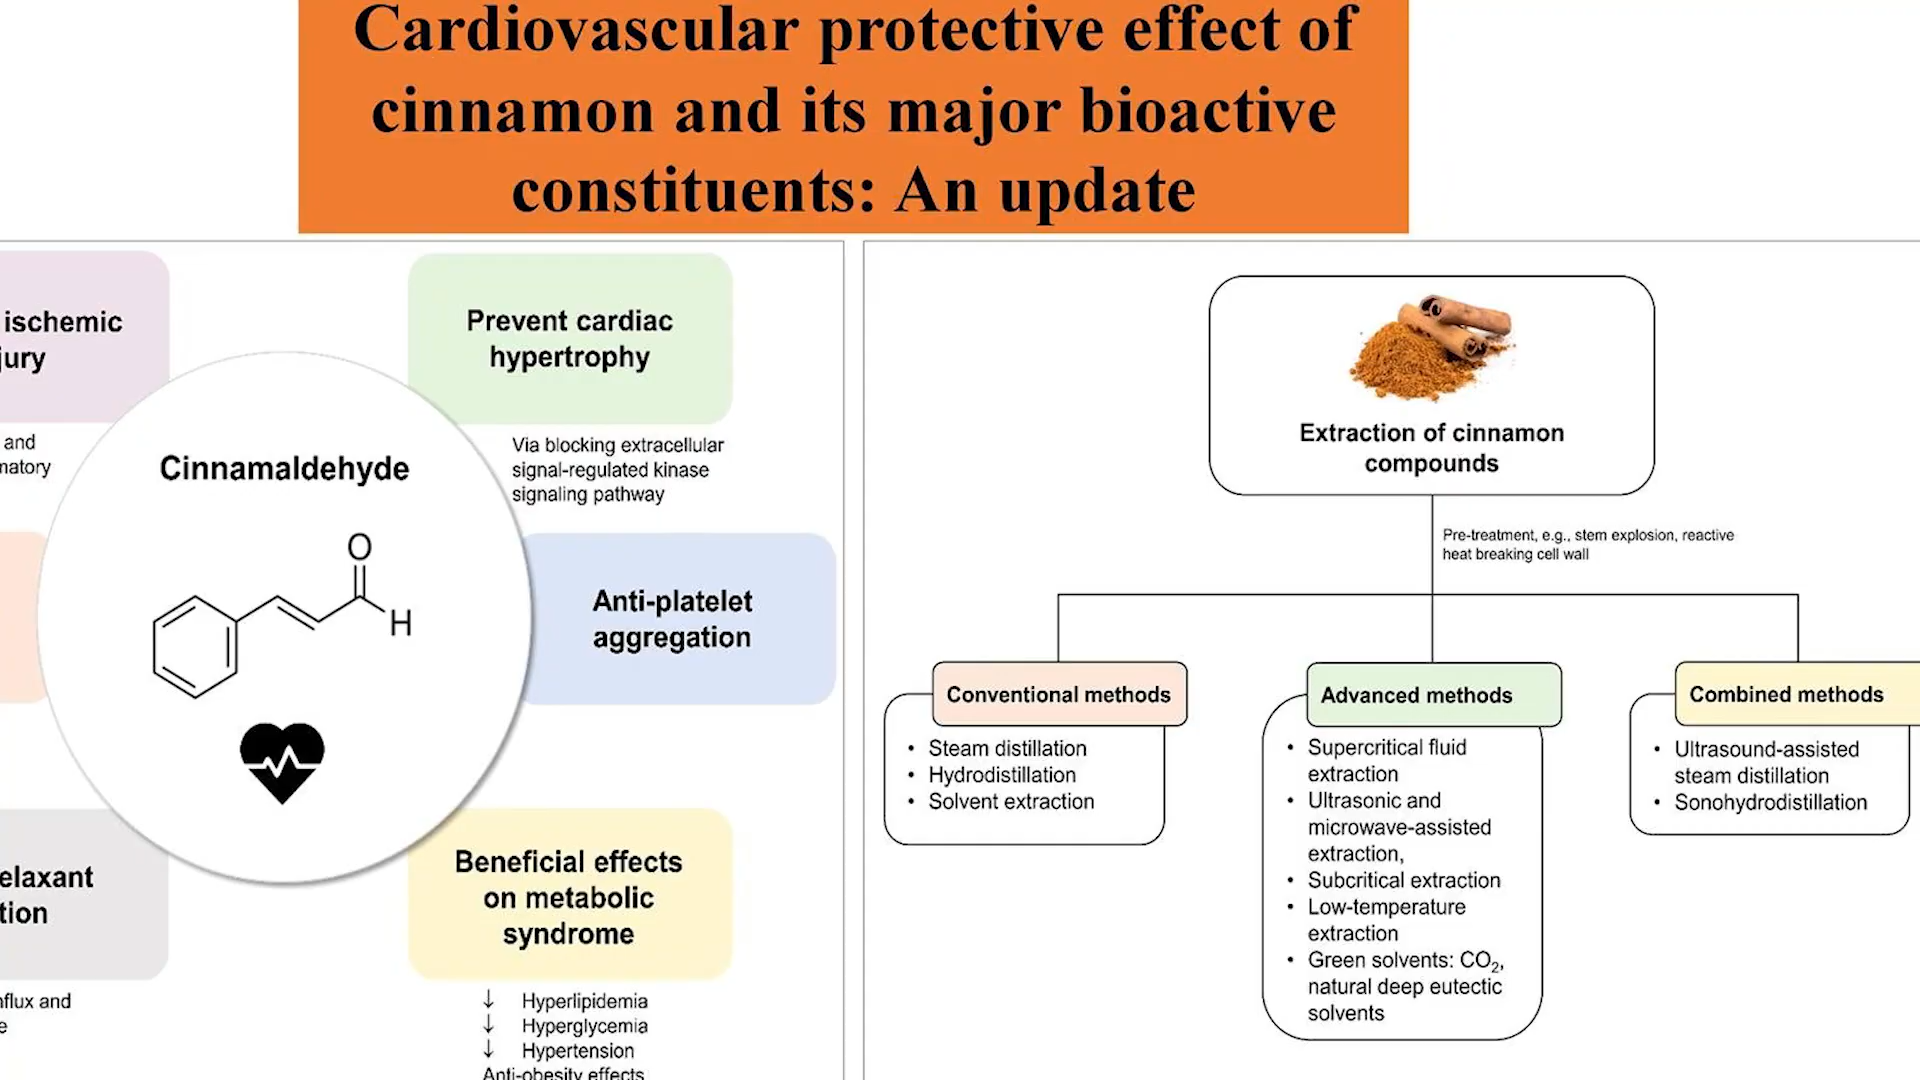 Cardiovascular protective effect of
cinnamon and its major bioactive
constituents: An update
ischemic
jury
and
matory
Cinnamaldehyde
O
H
elaxant
tion
nflux and
e
Prevent cardiac
hypertrophy
Via blocking extracellular
signal-regulated kinase
signaling pathway
Anti-platelet
aggregation
Beneficial effects
on metabolic
syndrome
↓ Hyperlipidemia
↓ Hyperglycemia
↓ Hypertension
Anti-obesity effects
Extraction of cinnamon
compounds
Pre-treatment, e.g., stem explosion, reactive
heat breaking cell wall
Conventional methods
• Steam distillation
• Hydrodistillation
• Solvent extraction
Advanced methods
• Supercritical fluid
extraction
• Ultrasonic and
microwave-assisted
extraction,
• Subcritical extraction
• Low-temperature
extraction
• Green solvents: CO₂,
natural deep eutectic
solvents
Combined methods
• Ultrasound-assisted
steam distillation
• Sonohydrodistillation